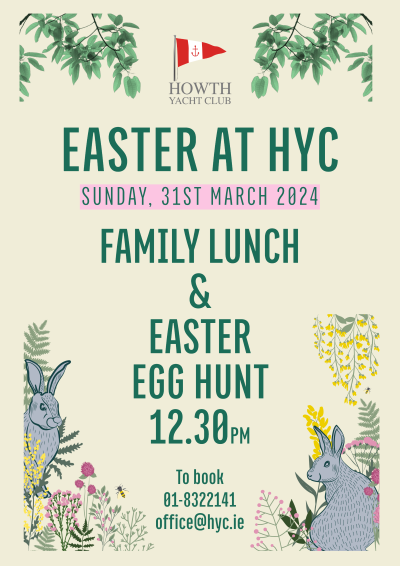 HOWTH
YACHT CLUB
EASTER AT HYC
SUNDAY, 31ST MARCH 2024
FAMILY LUNCH
&
EASTER
EGG HUNT
12.30PM
To book
01-8322141
office@hyc.ie